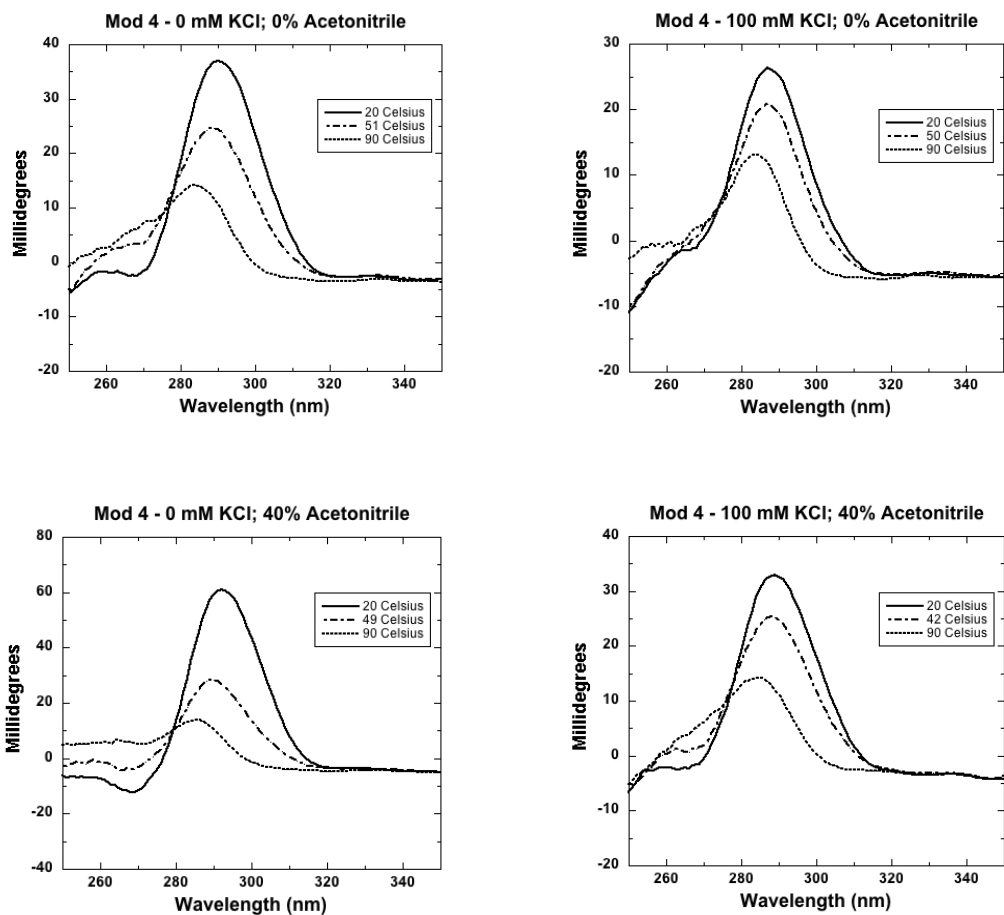 Mod 4 - 0 mM KCl; 0% Acetonitrile
40
30
20
10
0
-10
-20
Millidegrees
20 Celsius
51 Celsius
90 Celsius
260 280 300 320 340
Wavelength (nm)
Mod 4 - 100 mM KCl; 0% Acetonitrile
30
20
10
0
-10
-20
Millidegrees
20 Celsius
50 Celsius
90 Celsius
260 280 300 320 340
Wavelength (nm)
Mod 4 - 0 mM KCl; 40% Acetonitrile
80
60
40
20
0
-20
-40
Millidegrees
20 Celsius
49 Celsius
90 Celsius
260 280 300 320 340
Wavelength (nm)
Mod 4 - 100 mM KCl; 40% Acetonitrile
40
30
20
10
0
-10
-20
Millidegrees
20 Celsius
42 Celsius
90 Celsius
260 280 300 320 340
Wavelength (nm)